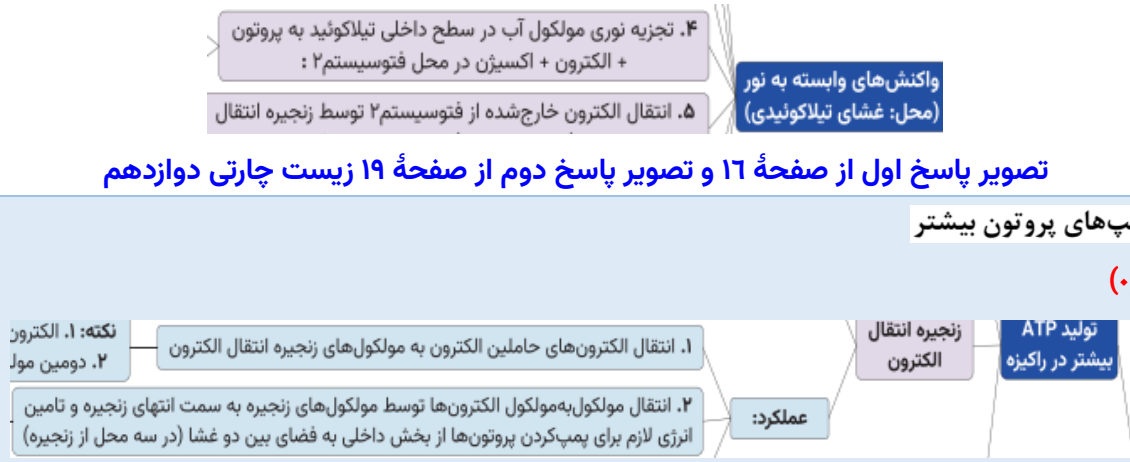 ۴. تجزیه نوری مولکول آب در سطح داخلی تیلاکوئید به پروتون
+ الکترون + اکسیژن در محل فتوسیستم۲ :
واکنش‌های وابسته به نور
(محل: غشای تیلاکوئیدی)
۵. انتقال الکترون خارج‌شده از فتوسیستم۲ توسط زنجیره انتقال
تصویر پاسخ اول از صفحهٔ ۱۶ و تصویر پاسخ دوم از صفحهٔ ۱۹ زیست چارتی دوازدهم
پروتون بیشتر
تولید ATP
بیشتر در راکیزه
زنجیره انتقال
الکترون
عملکرد:
۱. انتقال الکترون‌های حاملین الکترون به مولکول‌های زنجیره انتقال الکترون
نکته: ۱. الکترون
۲. دومین
۲. انتقال مولکول‌به‌مولکول الکترون‌ها توسط مولکول‌های زنجیره به سمت انتهای زنجیره و تامین
انرژی لازم برای پمپ‌کردن پروتون‌ها از بخش داخلی به فضای بین دو غشا (در سه محل از زنجیره)